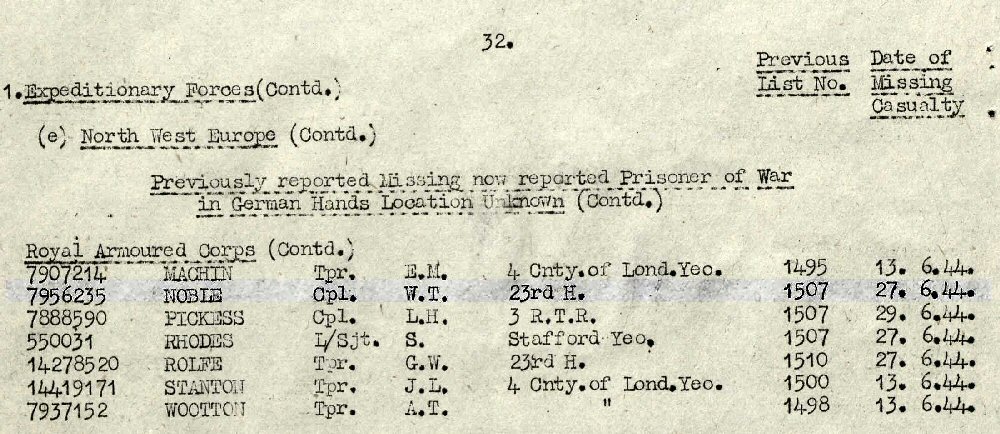 32.
Previous Date of
1.Expeditionary Forces(Contd.) List No. Missing
Casualty
(e) North West Europe (Contd.)
Previously reported Missing now reported Prisoner of War
in German Hands Location Unknown (Contd.)
Royal Armoured Corps (Contd.)
7907214 MACHIN Tpr. E.M. 4 Cnty.of Lond.Yeo. 1495 13. 6.44.
7956235 NOBLE Cpl. W.T. 23rd H. 1507 27. 6.44.
7888590 PICKESS Cpl. L.H. 3 R.T.R. 1507 29. 6.44.
550031 RHODES L/Sjt. S. Stafford Yeo. 1507 27. 6.44.
14278520 ROLFE Tpr. G.W. 23rd H. 1510 27. 6.44.
14419171 STANTON Tpr. J.L. 4 Cnty.of Lond.Yeo. 1500 13. 6.44.
7937152 WOOTTON Tpr. A.T. " 1498 13. 6.44.